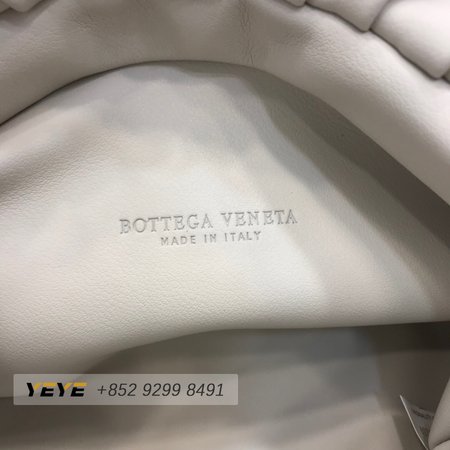 BOTTEGA VENETA
MADE IN ITALY
YEYE +852 9299 8491